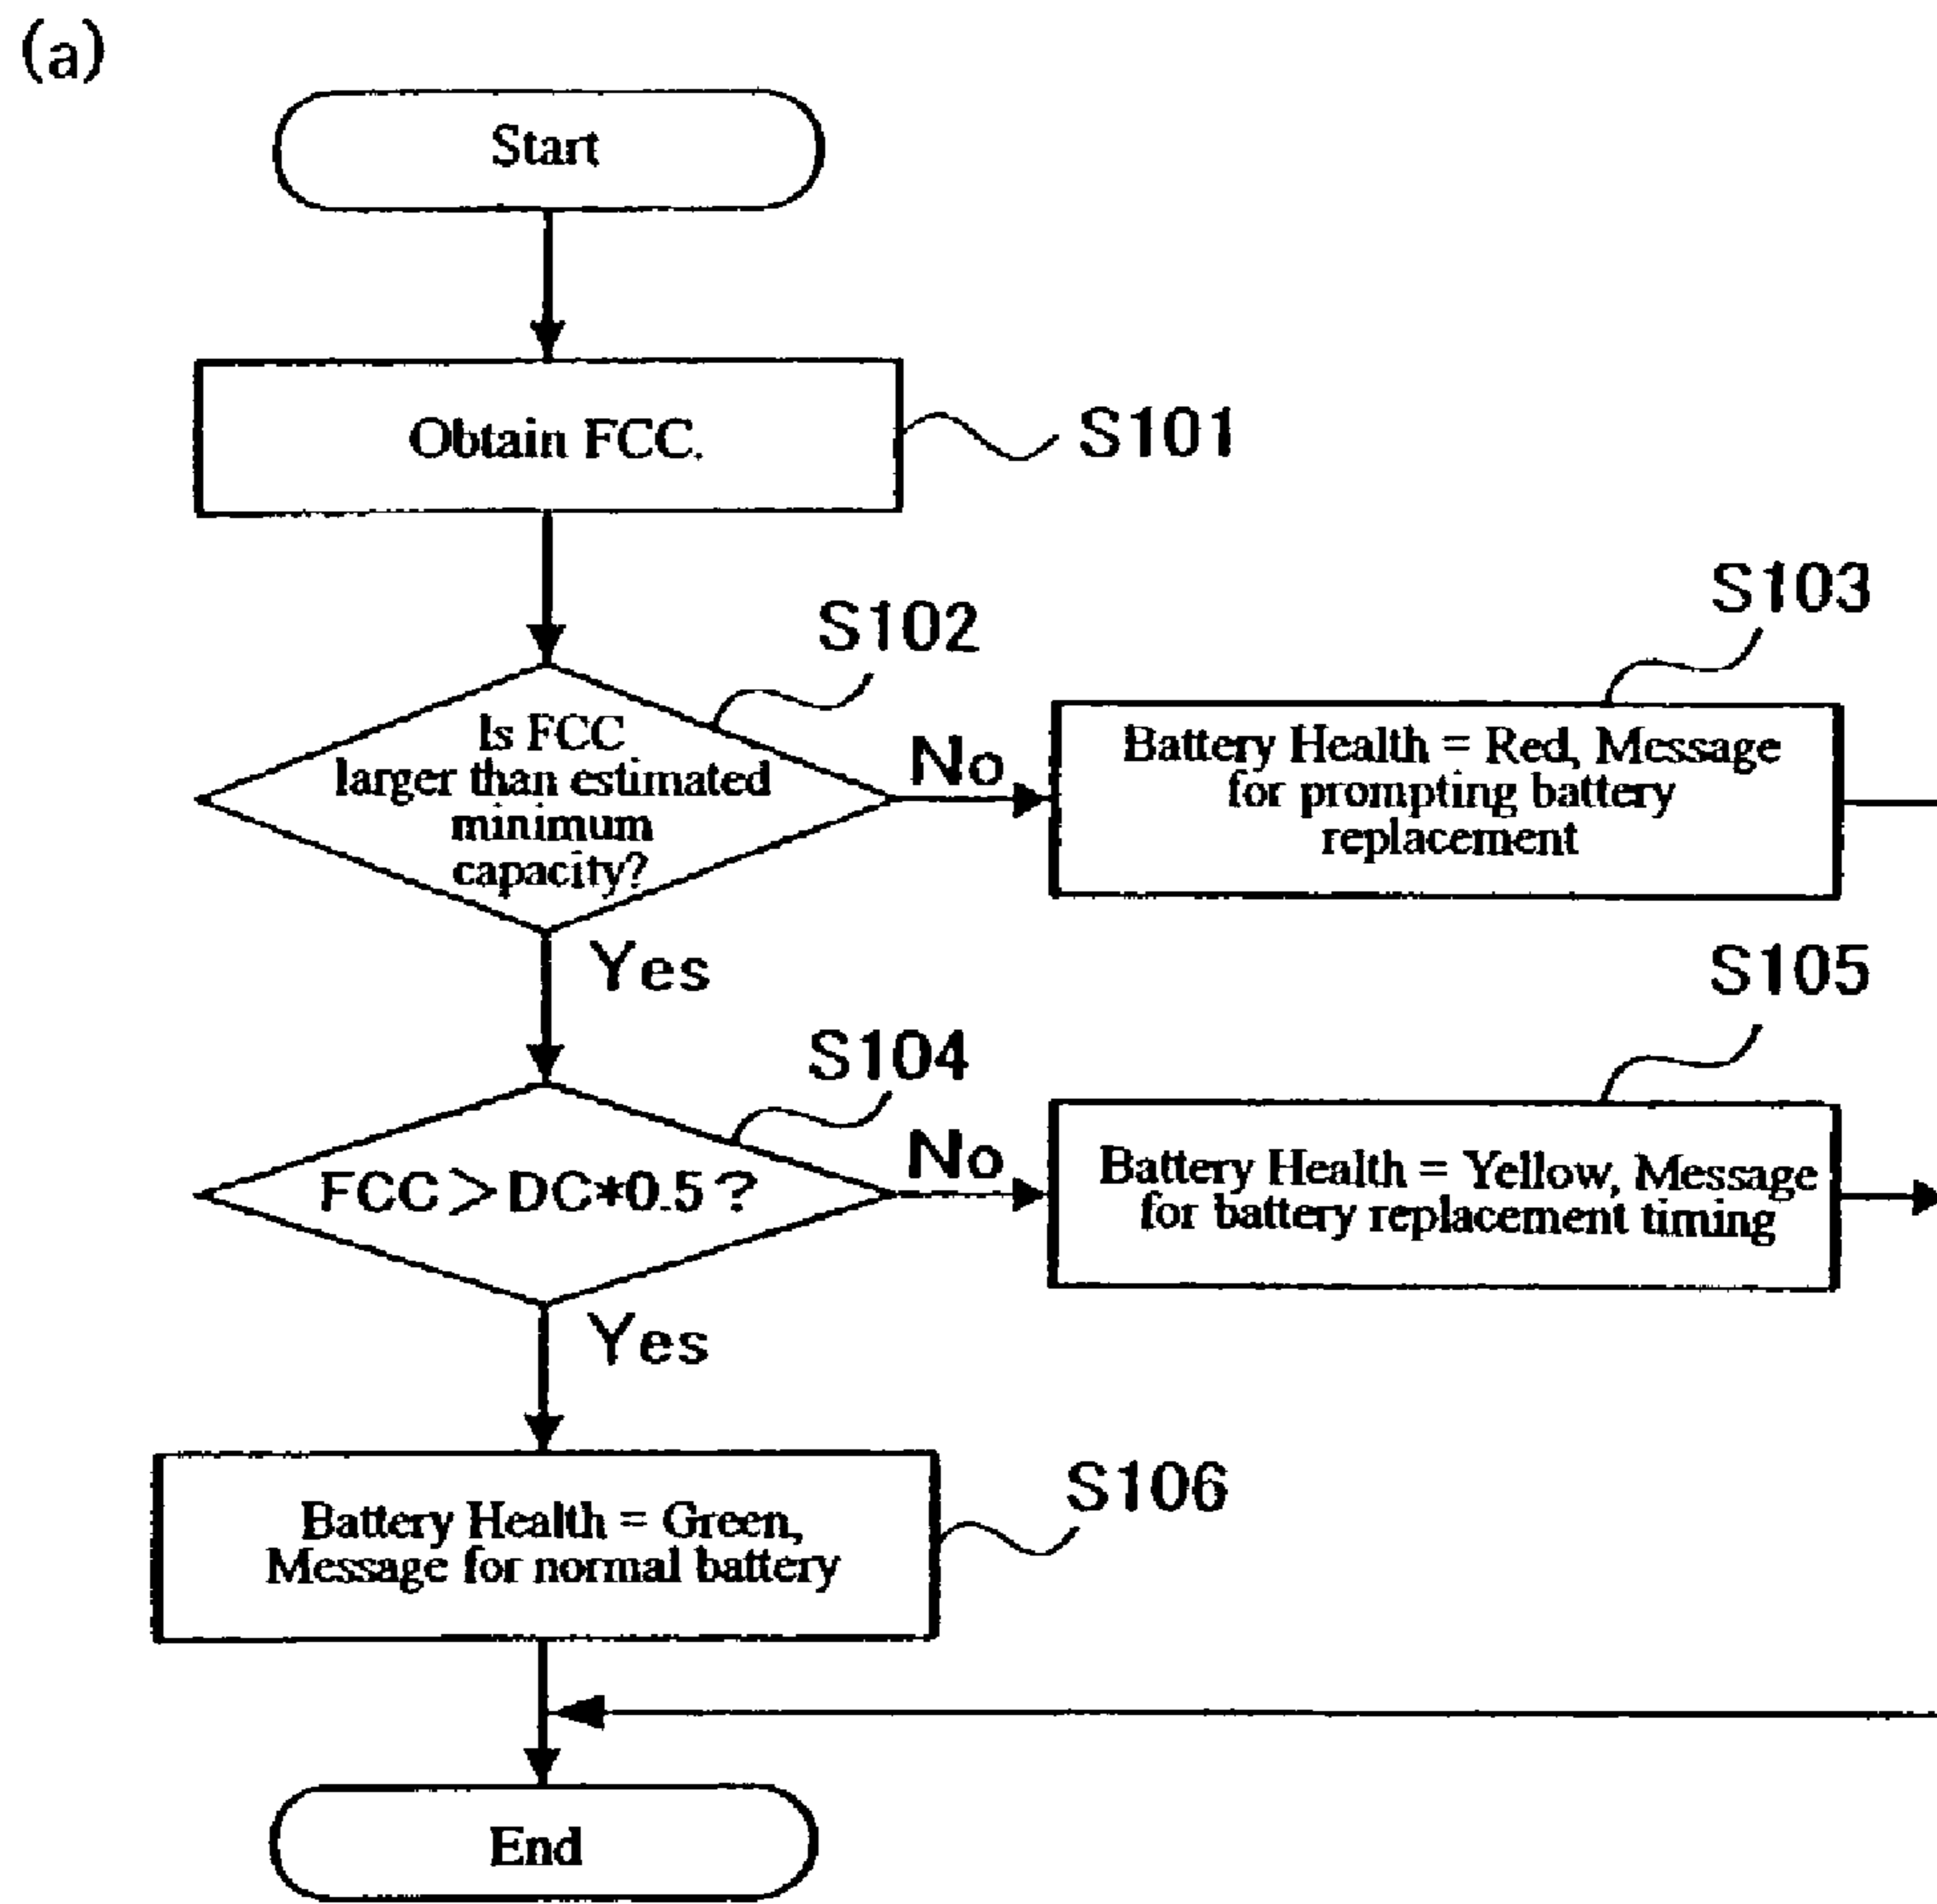 (a)
Start
Obtain FCC.
S101
S102
S103
Is FCC
larger than estimated
minimum
capacity?
No
Battery Health = Red, Message
for prompting battery
replacement
Yes
S104
S105
FCC>DC*0.5?
No
Battery Health = Yellow, Message
for battery replacement timing
Yes
S106
Battery Health = Green,
Message for normal battery
End